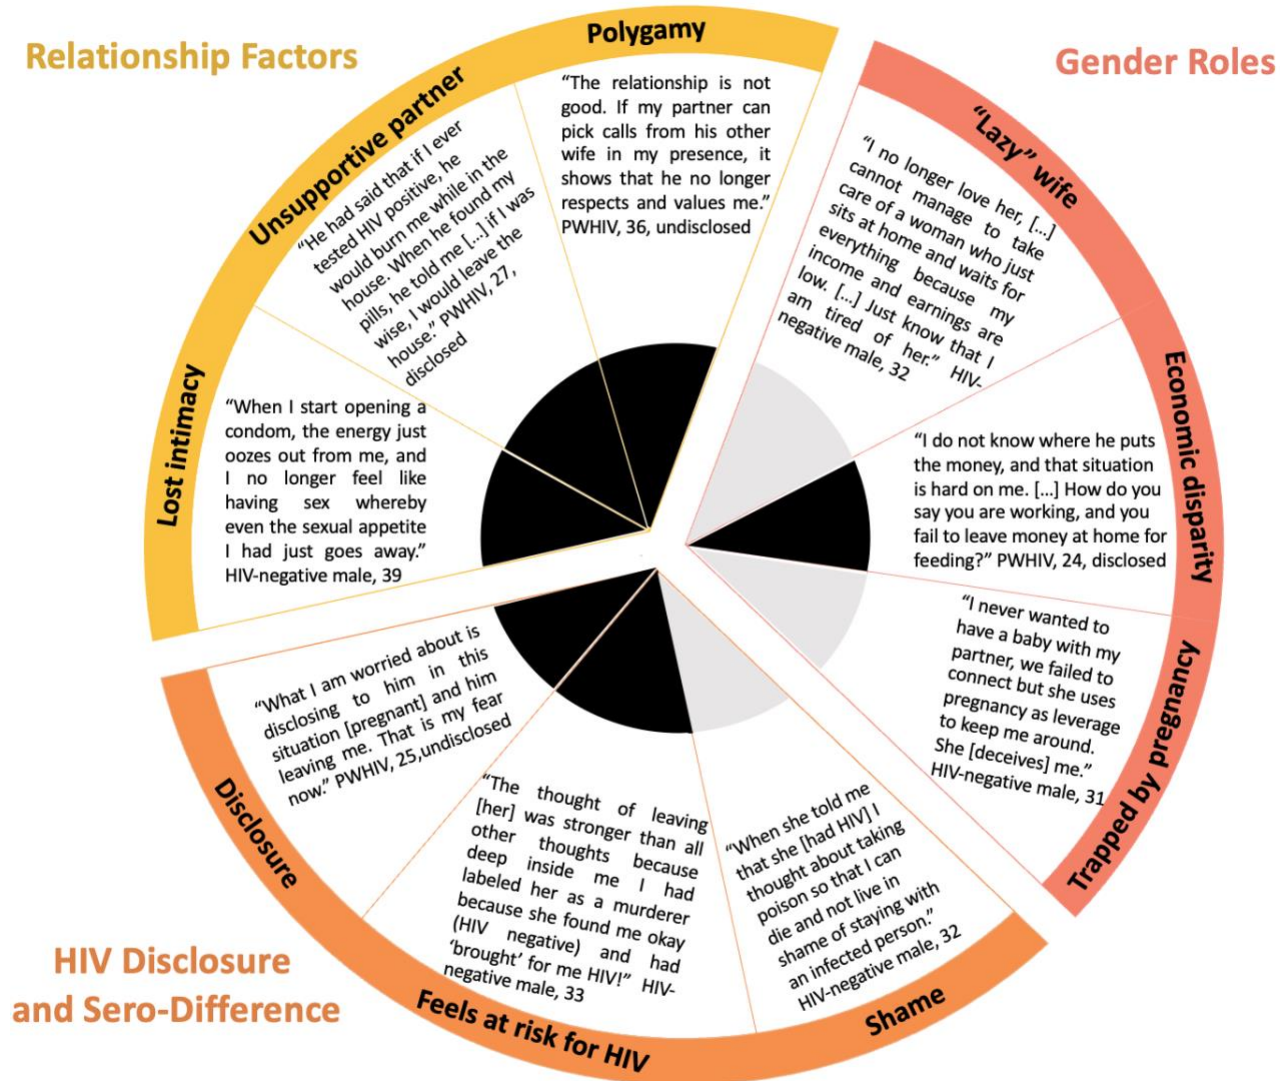 Relationship Factors
Polygamy
“The relationship is not
good. If my partner can
pick calls from his other
wife in my presence, it
shows that he no longer
respects and values me.”
PWHIV, 36, undisclosed
Unsupportive partner
“He had said that if I ever
tested HIV positive, he
would burn me while in the
house. When he found my
pills, he told me [...] if I was
wise, I would leave the
house.” PWHIV, 27,
disclosed
Lost intimacy
“When I start opening a
condom, the energy just
oozes out from me, and
I no longer feel like
having sex whereby
even the sexual appetite
I had just goes away.”
HIV-negative male, 39
Gender Roles
“Lazy” wife
“I no longer love her, [...]
cannot manage to take
care of a woman who just
sits at home and waits for
everything because my
income and earnings are
low. [...] Just know that I
am tired of her.” HIV-
negative male, 32
Economic disparity
“I do not know where he puts
the money, and that situation
is hard on me. [...] How do you
say you are working, and you
fail to leave money at home for
feeding?” PWHIV, 24, disclosed
Trapped by pregnancy
“I never wanted to
have a baby with my
partner, we failed to
connect but she uses
pregnancy as leverage
to keep me around.
She [deceives] me.”
HIV-negative male, 31
HIV Disclosure
and Sero-Difference
Disclosure
“What I am worried about is
disclosing to him in this
situation [pregnant] and him
leaving me. That is my fear
now.” PWHIV, 25,undisclosed
Feels at risk for HIV
“The thought of leaving
[her] was stronger than all
other thoughts because
deep inside me I had
labeled her as a murderer
because she found me okay
(HIV negative) and had
‘brought’ for me HIV!” HIV-
negative male, 33
Shame
“When she told me
that she [had HIV] I
thought about taking
poison so that I can
die and not live in
shame of staying with
an infected person.”
HIV-negative male, 32